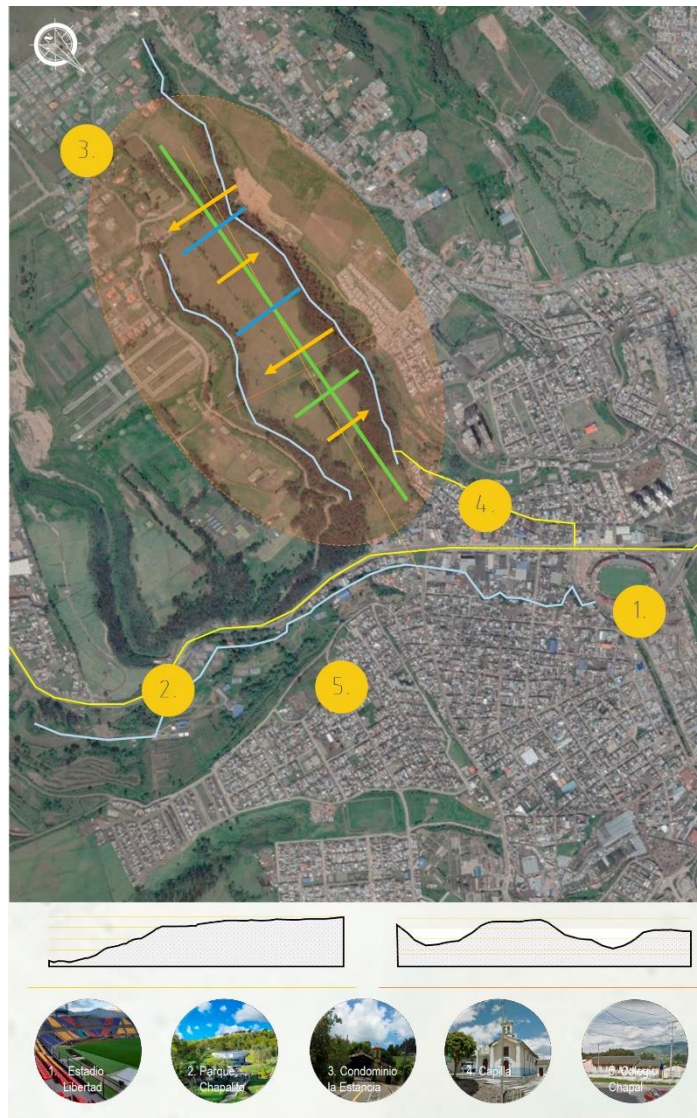 3.
4.
1.
2.
5.
1. Estadio
Libertad
2. Parque
Chapalito
3. Condominio
la Estancia
4. Capilla
5. Colegio
Chapal